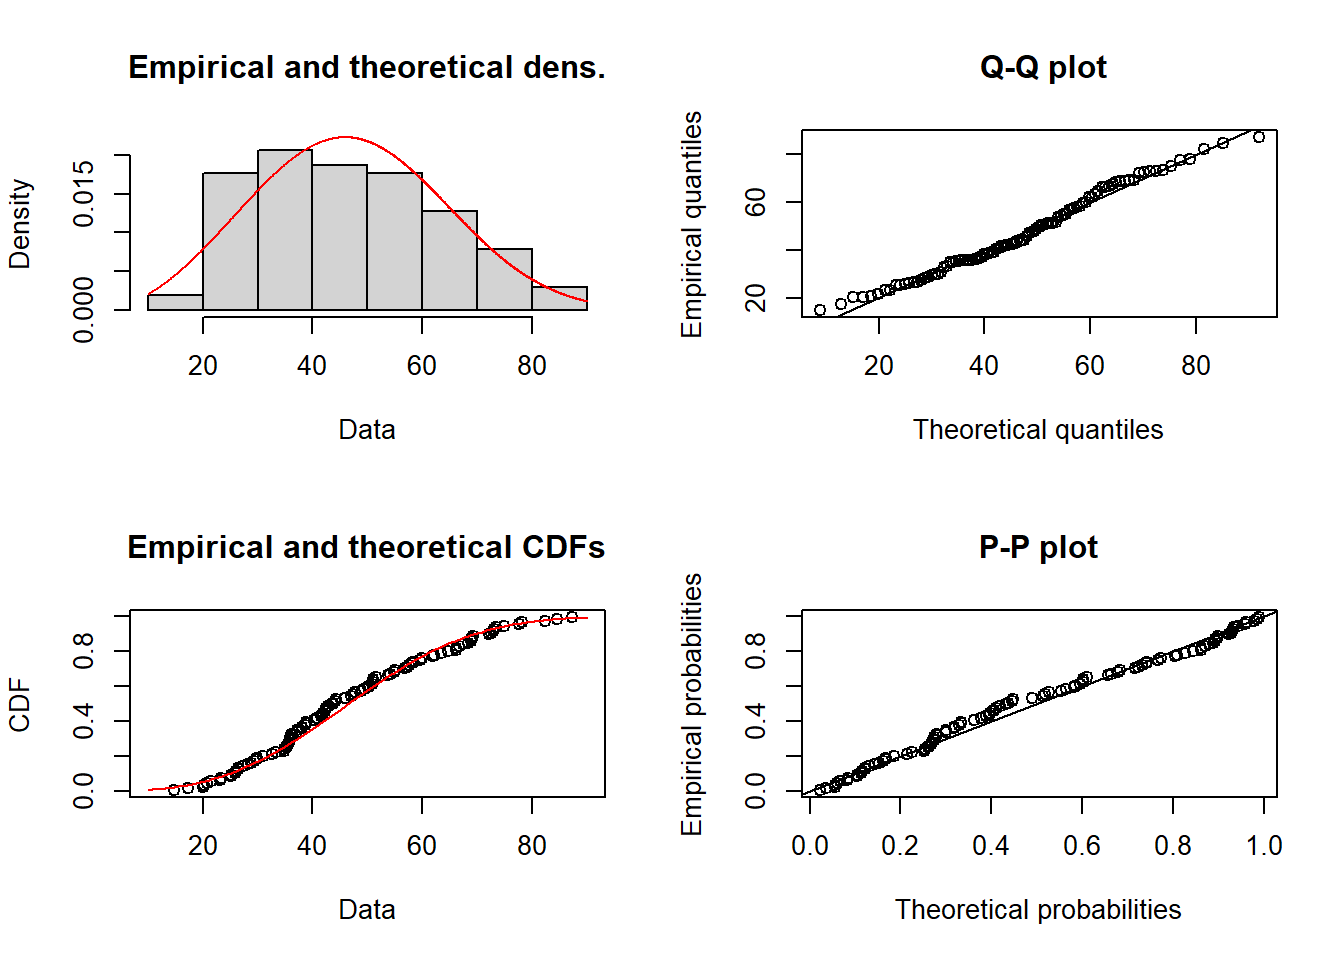 Empirical and theoretical dens.
Density
0.000
0.015
20 40 60 80
Data
Q-Q plot
Empirical quantiles
20
60
20 40 60 80
Theoretical quantiles
Empirical and theoretical CDFs
CDF
0.0
0.4
0.8
20 40 60 80
Data
P-P plot
Empirical probabilities
0.0
0.4
0.8
0.0 0.2 0.4 0.6 0.8 1.0
Theoretical probabilities